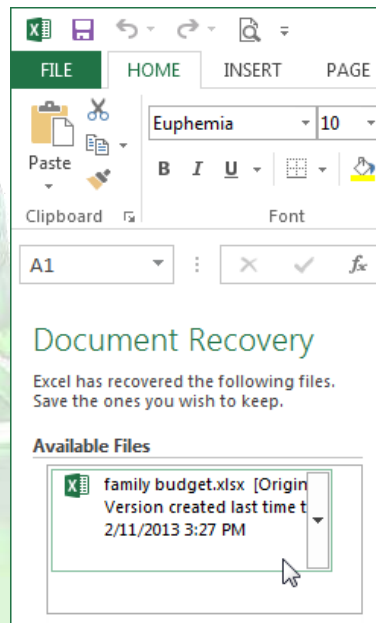 FILE HOME INSERT PAGE
Euphemia 10
Paste
B I U
Clipboard Font
A1 fx
Document Recovery
Excel has recovered the following files.
Save the ones you wish to keep.
Available Files
family budget.xlsx [Origin
Version created last time t
2/11/2013 3:27 PM